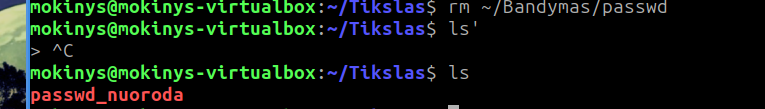 mokinys@mokinys-virtualbox:~/Tikslas$ rm ~/Bandymas/passwd
mokinys@mokinys-virtualbox:~/Tikslas$ ls'
> ^C
mokinys@mokinys-virtualbox:~/Tikslas$ ls
passwd_nuoroda